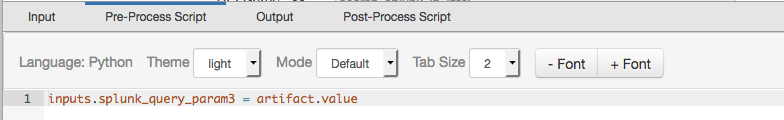 Input Pre-Process Script Output Post-Process Script
Language: Python Theme light Mode Default Tab Size 2 - Font + Font
1 inputs.splunk_query_param3 = artifact.value